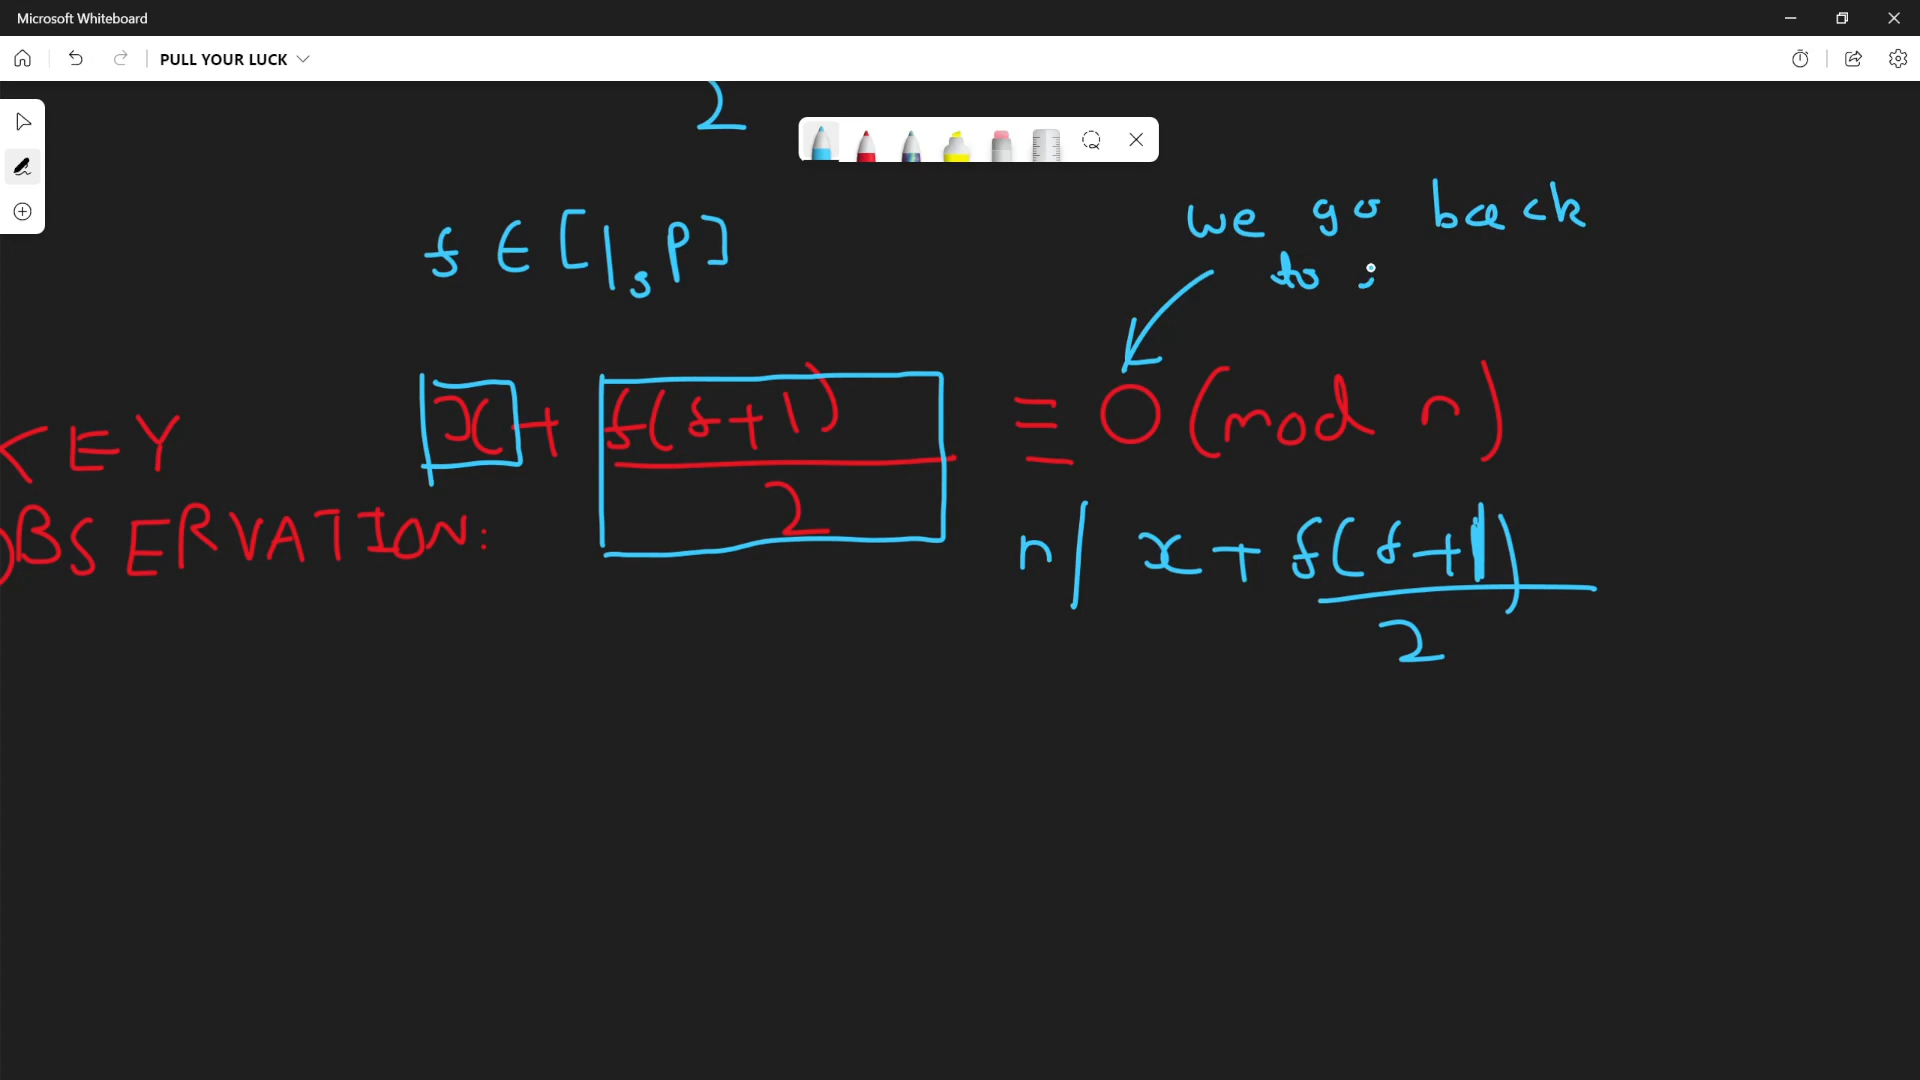 Microsoft Whiteboard
PULL YOUR LUCK
2
f ∈ [1, p]
we go back
to ;
KEY
OBSERVATION:
x + f(f+1)/2 ≡ 0 (mod n)
n | x + f(f+1)/2